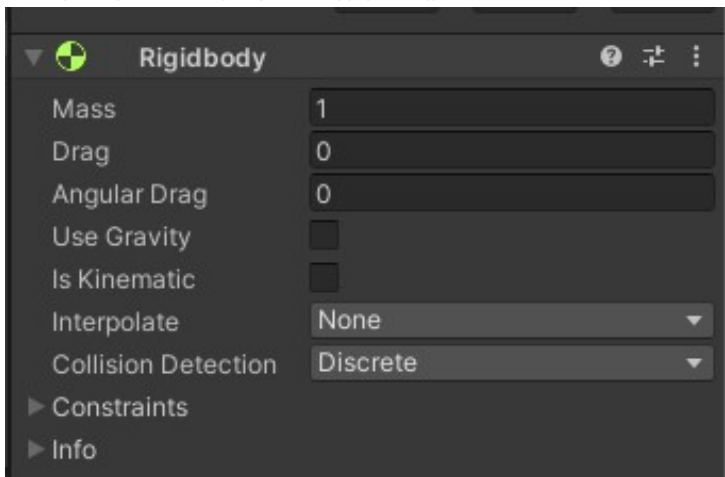 Rigidbody
Mass 1
Drag 0
Angular Drag 0
Use Gravity
Is Kinematic
Interpolate None
Collision Detection Discrete
Constraints
Info